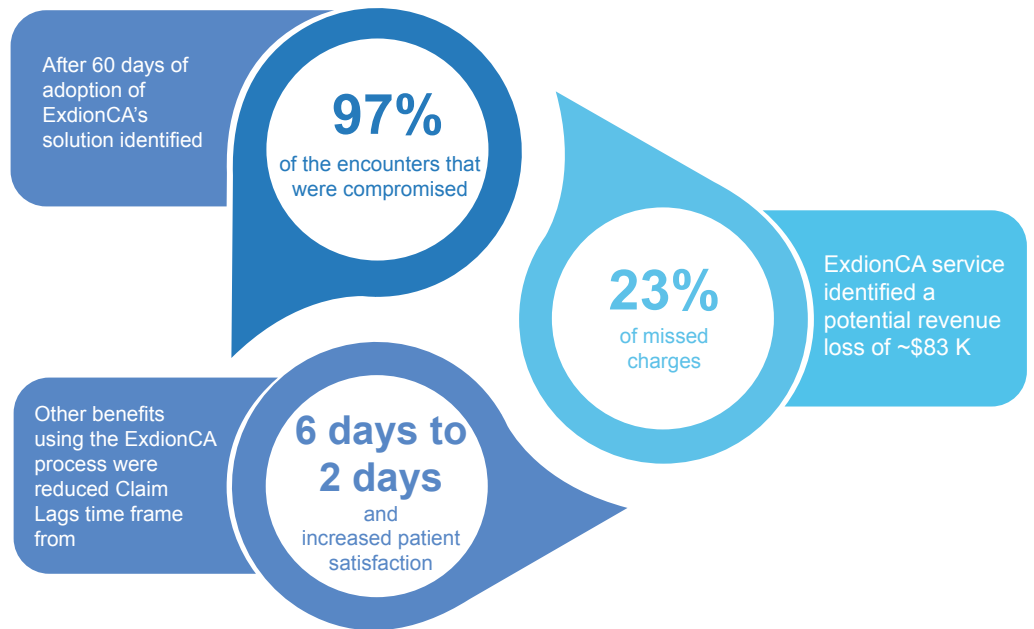 After 60 days of
adoption of
ExdionCA’s
solution identified
97%
of the encounters that
were compromised
23%
of missed
charges
ExdionCA service
identified a
potential revenue
loss of ~$83 K
Other benefits
using the ExdionCA
process were
reduced Claim
Lags time frame
from
6 days to
2 days
and
increased patient
satisfaction